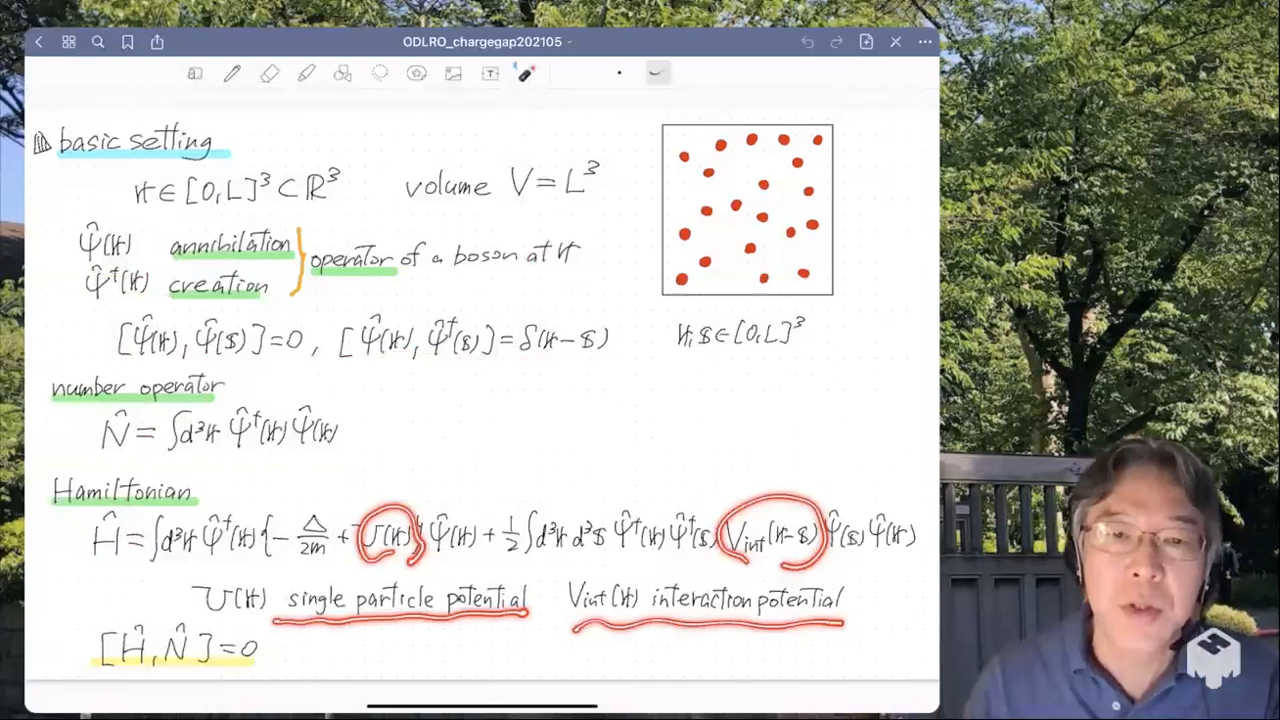 ODLRO_chargegap202105
basic setting
𝕣 ∈ [0, L]³ ⊂ ℝ³ volume V = L³
ψ̂(𝕣) annihilation
ψ̂†(𝕣) creation
operator of a boson at 𝕣
[ψ̂(𝕣), ψ̂(𝕤)] = 0, [ψ̂(𝕣), ψ̂†(𝕤)] = δ(𝕣 − 𝕤)
𝕣, 𝕤 ∈ [0, L]³
number operator
N̂ = ∫d³𝕣 ψ̂†(𝕣) ψ̂(𝕣)
Hamiltonian
Ĥ = ∫d³𝕣 ψ̂†(𝕣) {− Δ/2m + U(𝕣)} ψ̂(𝕣) + 1/2 ∫d³𝕣 d³𝕤 ψ̂†(𝕣) ψ̂†(𝕤) Vint(𝕣 − 𝕤) ψ̂(𝕤) ψ̂(𝕣)
U(𝕣) single particle potential Vint(𝕣) interaction potential
[Ĥ, N̂] = 0